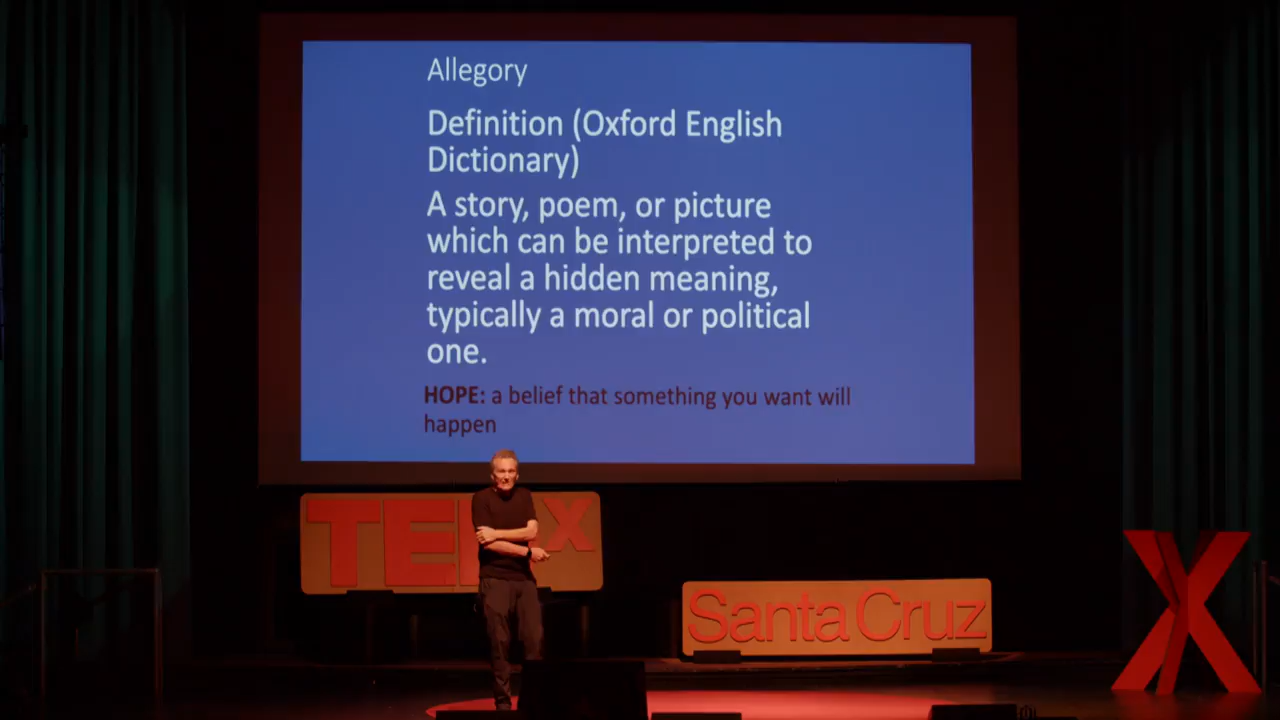 Allegory
Definition (Oxford English
Dictionary)
A story, poem, or picture
which can be interpreted to
reveal a hidden meaning,
typically a moral or political
one.
HOPE: a belief that something you want will
happen
TEDx
Santa Cruz
X